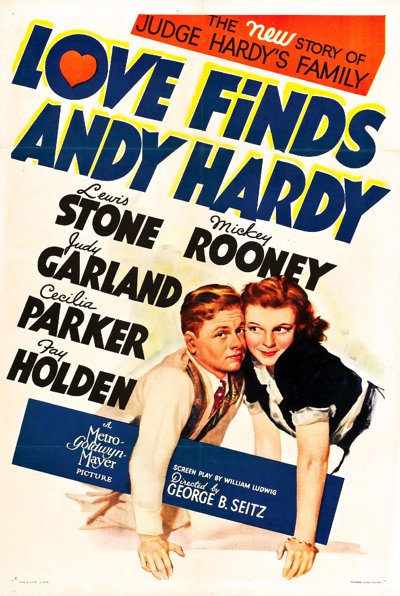 THE new STORY OF
JUDGE HARDY'S FAMILY
LOVE FiNDS
ANDY HARDY
Lewis
STONE
Mickey
ROONEY
Judy
GARLAND
Cecilia
PARKER
Fay
HOLDEN
A
Metro-
Goldwyn-
Mayer
PICTURE
SCREEN PLAY BY WILLIAM LUDWIG
Directed by
GEORGE B. SEITZ